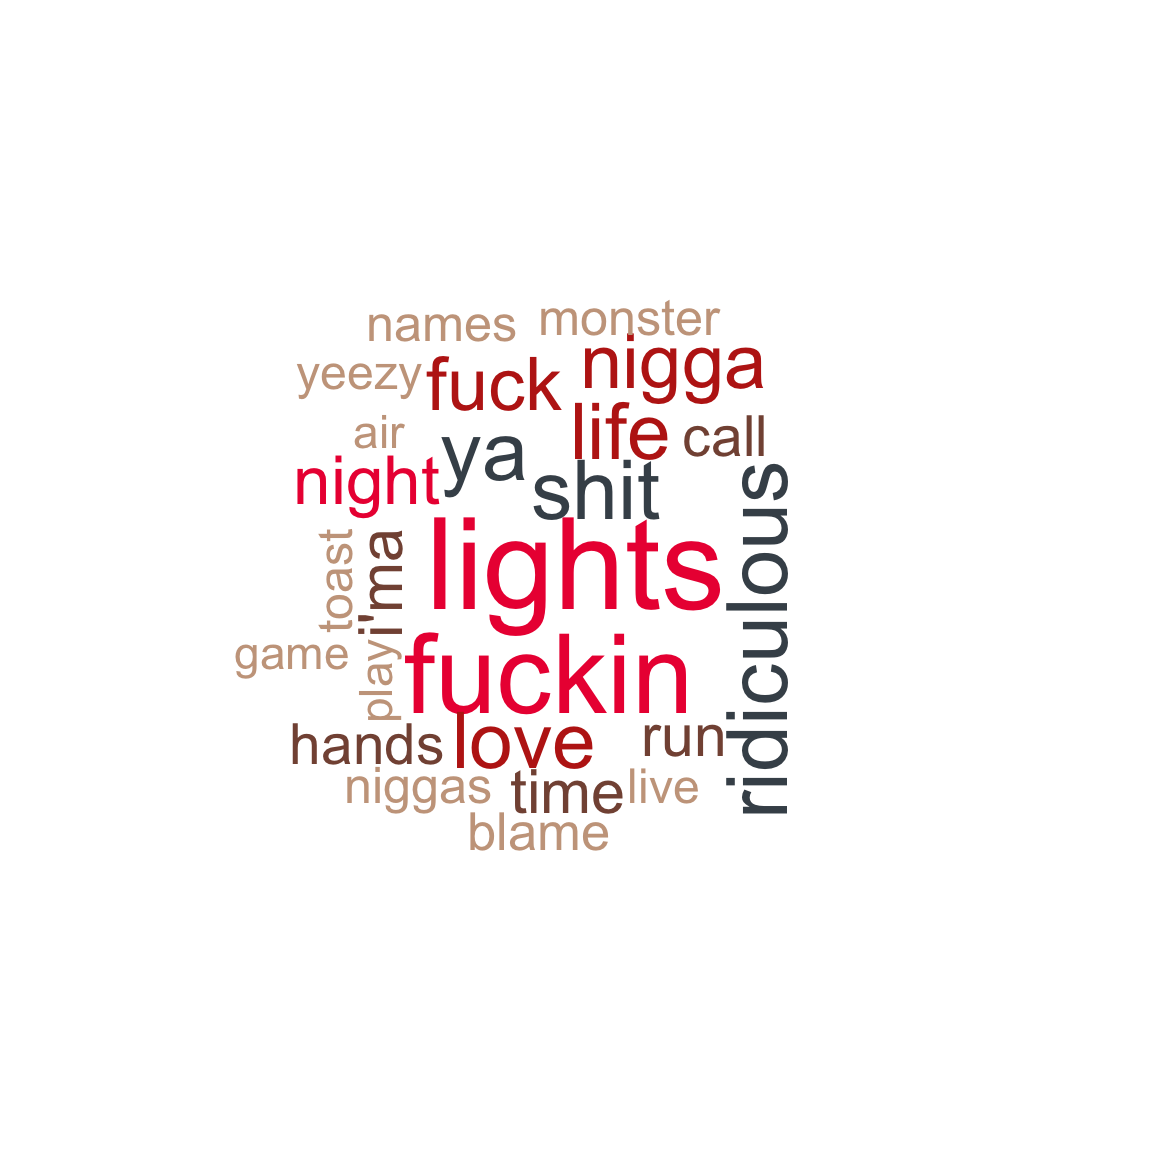 names
monster
yeezy
fuck
nigga
air
ya
life
call
night
shit
ridiculous
lights
toast
i'ma
game
play
fuckin
hands
love
run
niggas
time
live
blame